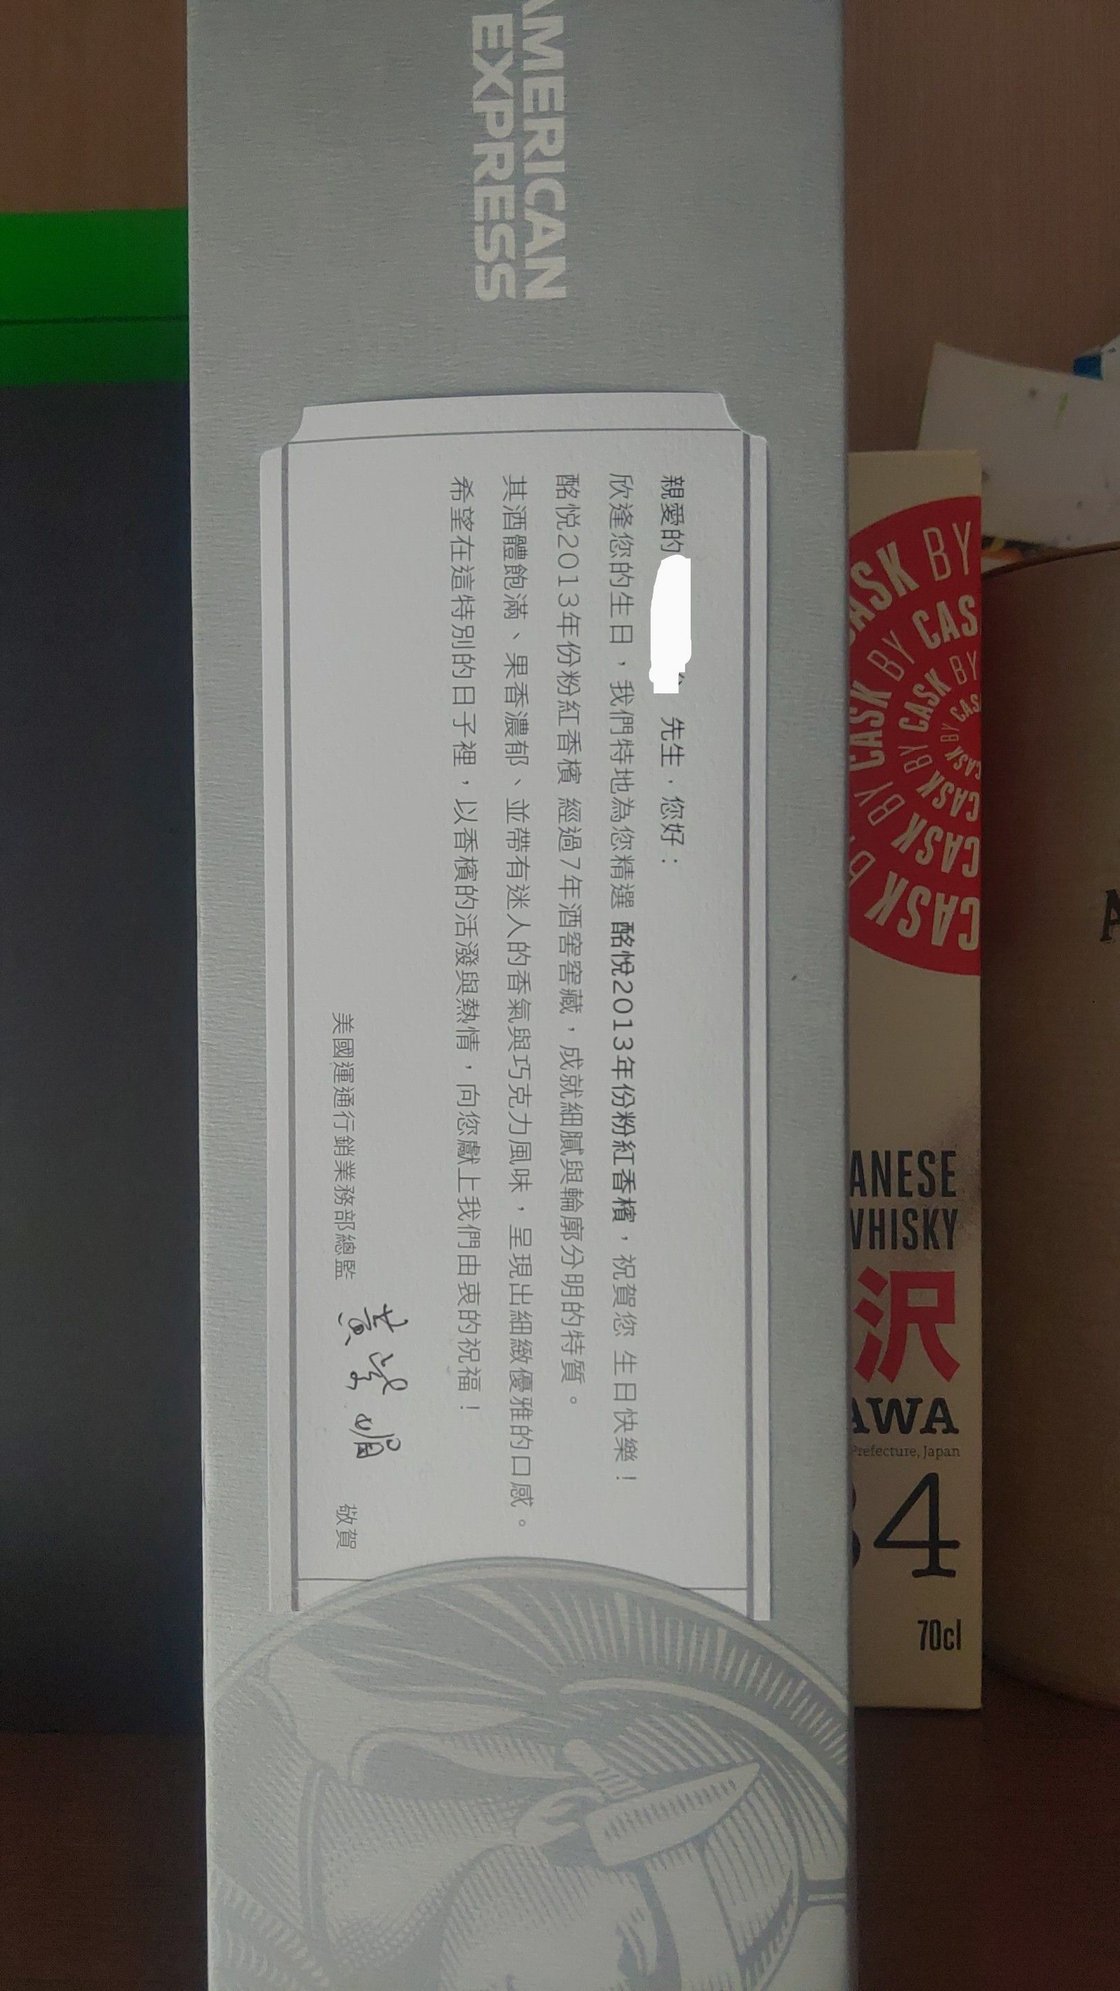 AMERICAN
EXPRESS
親愛的
先生，您好：
欣逢您的生日，我們特地為您精選 酩悅2013年份粉紅香檳，祝賀您 生日快樂！
酩悅2013年份粉紅香檳 經過7年酒窖窖藏，成就細膩與輪廓分明的特質。
其酒體飽滿、果香濃郁、並帶有迷人的香氣與巧克力風味，呈現出細緻優雅的口感。
希望在這特別的日子裡，以香檳的活潑與熱情，向您獻上我們由衷的祝福！
美國運通行銷業務部總監
敬賀
CASK BY
CASK BY CASK
BY CASK BY CASK
CASK BY CASK
ANESE
WHISKY
沢
AWA
Prefecture, Japan
34
70cl